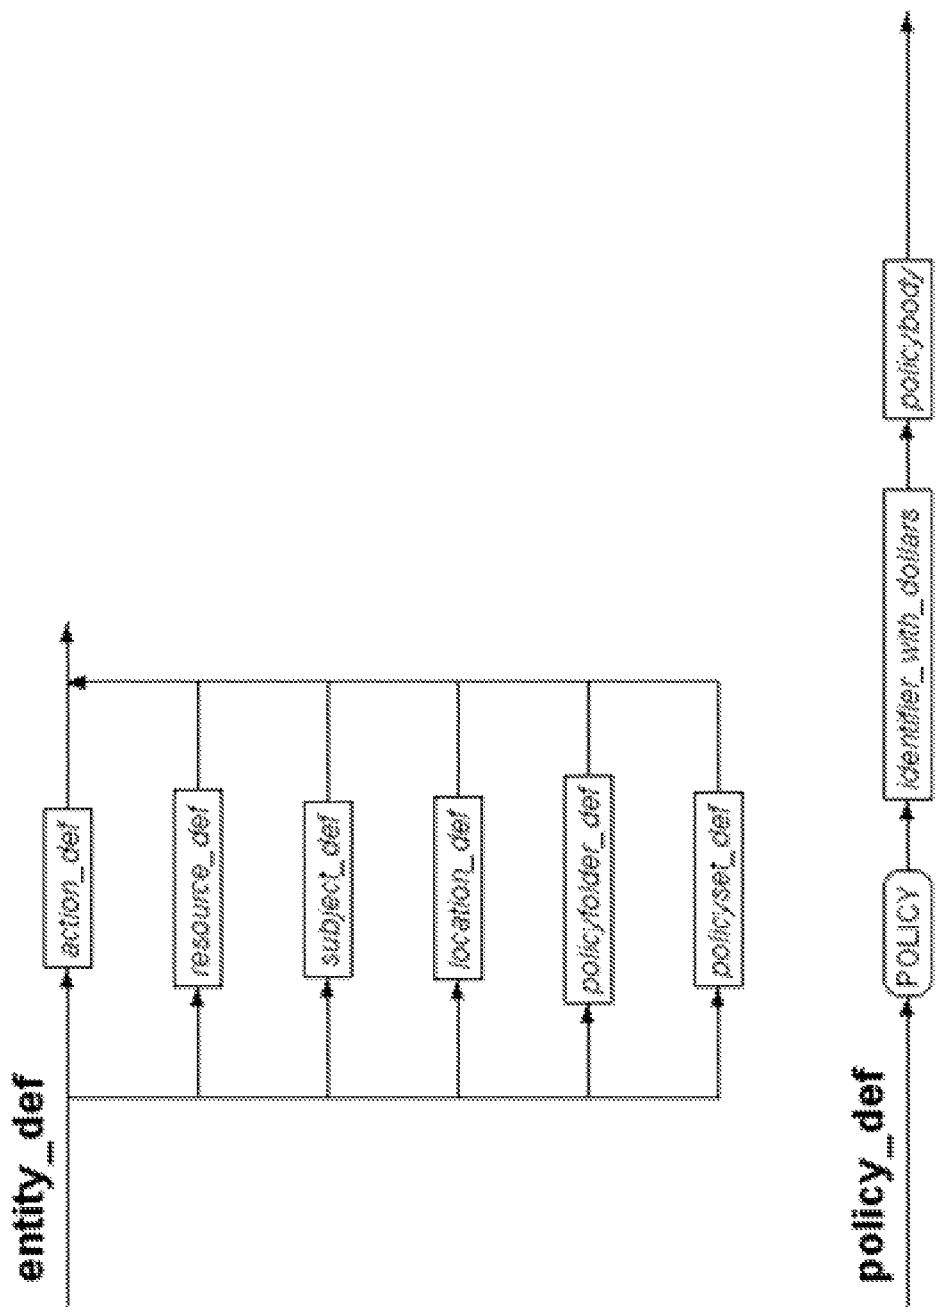 entity_def
action_def
resource_def
subject_def
location_def
policyfolder_def
policyset_def
policy_def
POLICY
identifier_with_dollars
policybody